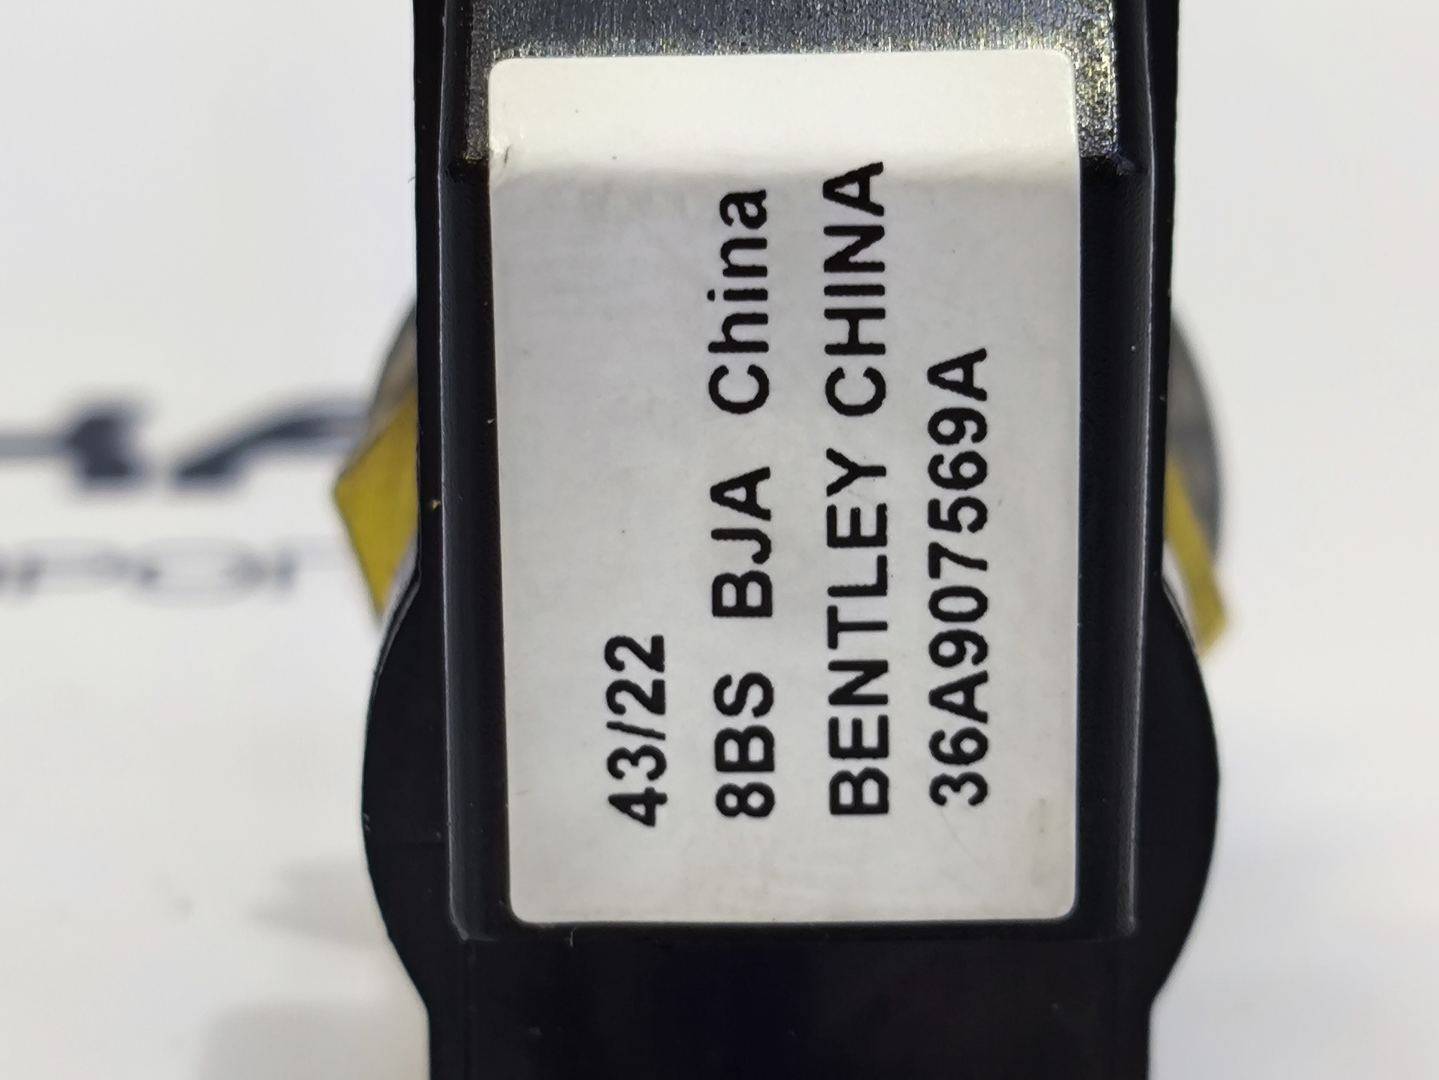 43/22
8BS BJA China
BENTLEY CHINA
36A907569A